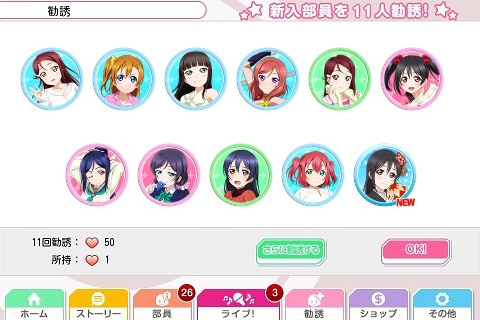 勧誘
新入部員を11人勧誘!
NEW
11回勧誘： 50
所持： 1
さらに勧誘する
OK!
26
3
ホーム
ストーリー
部員
ライブ!
勧誘
ショップ
その他